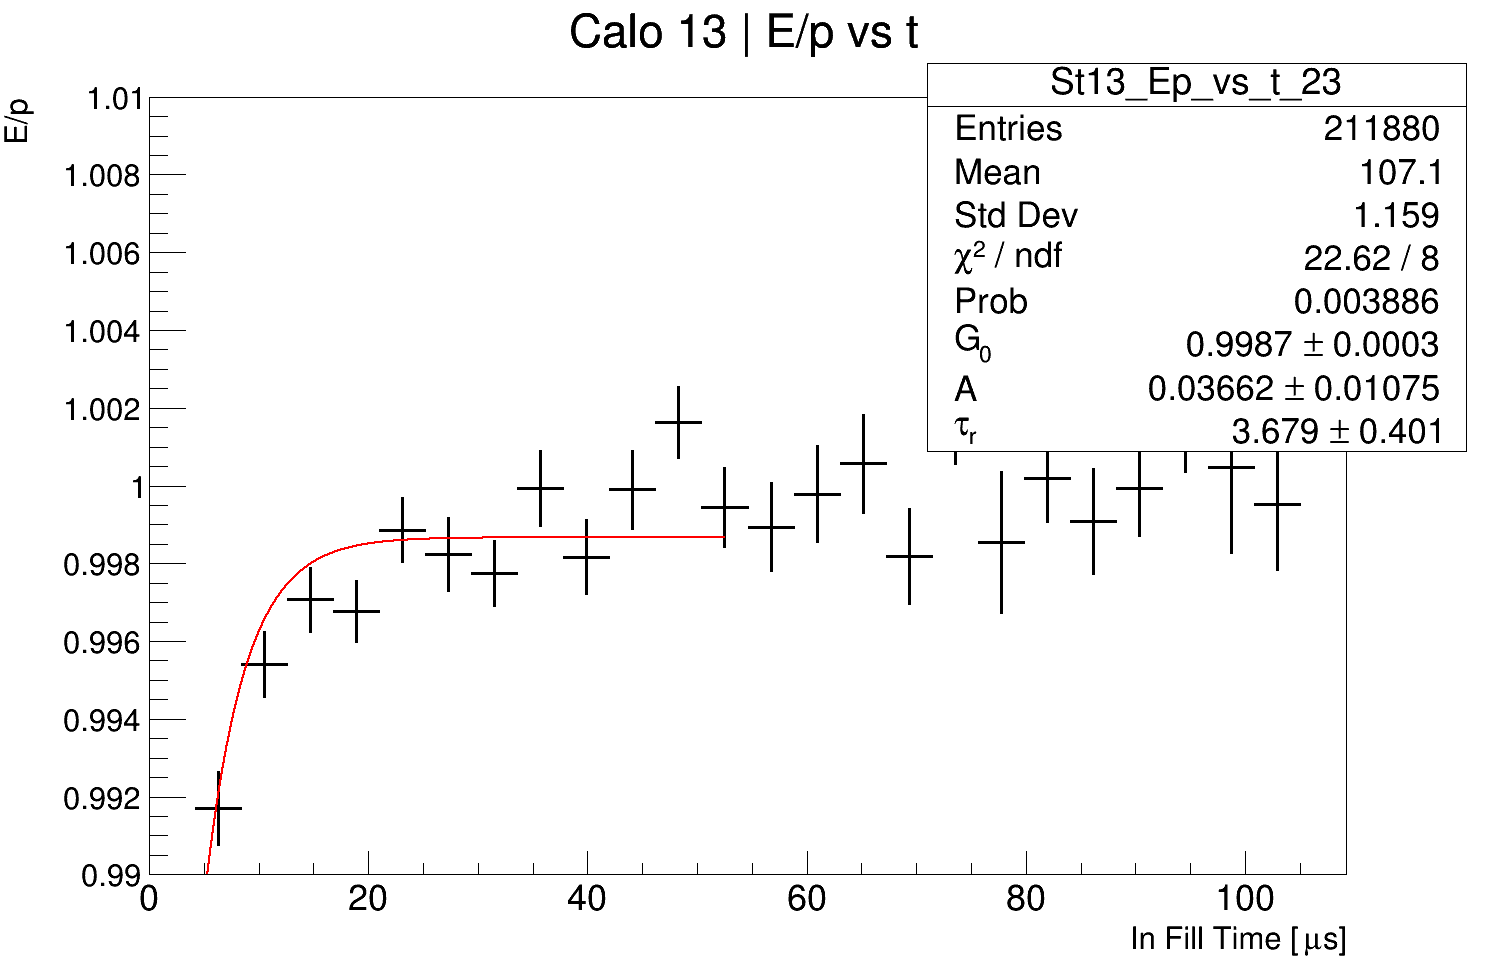 Calo 13 | E/p vs t
St13_Ep_vs_t_23
Entries 211880
Mean 107.1
Std Dev 1.159
χ² / ndf 22.62 / 8
Prob 0.003886
G₀ 0.9987 ± 0.0003
A 0.03662 ± 0.01075
τᵣ 3.679 ± 0.401
E/p
1.01
1.008
1.006
1.004
1.002
1
0.998
0.996
0.994
0.992
0.99
0 20 40 60 80 100
In Fill Time [μs]